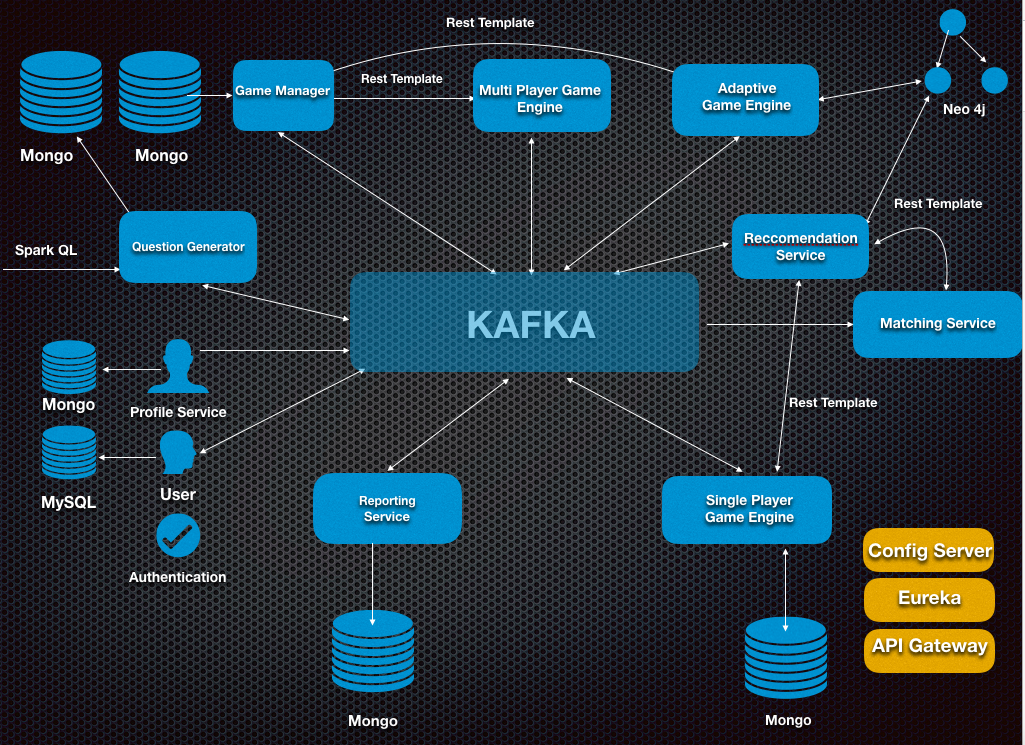 Rest Template
Rest Template
Game Manager
Multi Player Game
Engine
Adaptive
Game Engine
Neo 4j
Mongo
Mongo
Rest Template
Spark QL
Question Generator
Reccomendation
Service
KAFKA
Matching Service
Mongo
Profile Service
Rest Template
MySQL
User
Reporting
Service
Single Player
Game Engine
Authentication
Config Server
Eureka
API Gateway
Mongo
Mongo